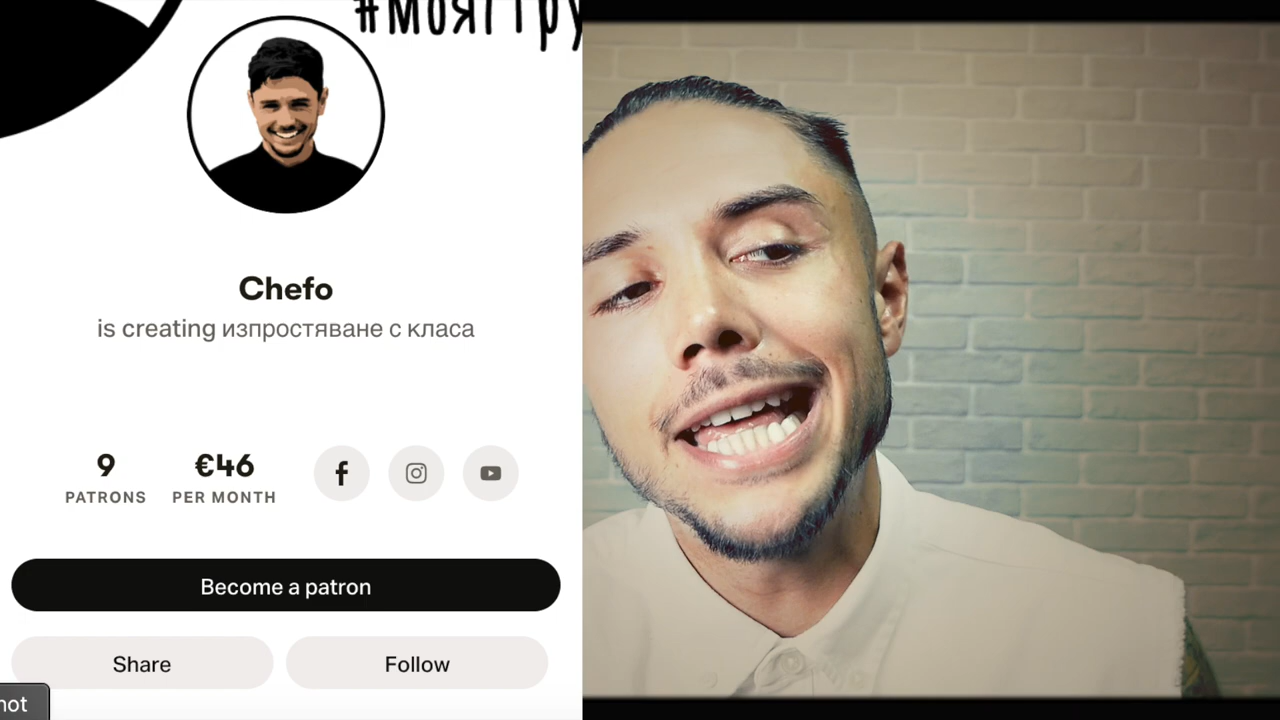 Chefo
is creating изпростяване с класа
9
PATRONS
€46
PER MONTH
Become a patron
Share
Follow